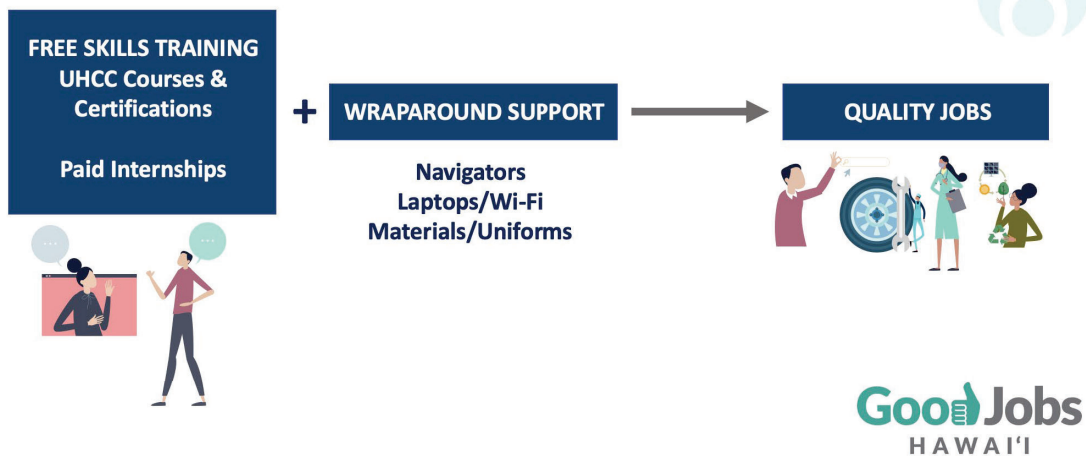 FREE SKILLS TRAINING
UHCC Courses &
Certifications
Paid Internships
+
WRAPAROUND SUPPORT
Navigators
Laptops/Wi-Fi
Materials/Uniforms
QUALITY JOBS
Good Jobs
HAWAIʻI